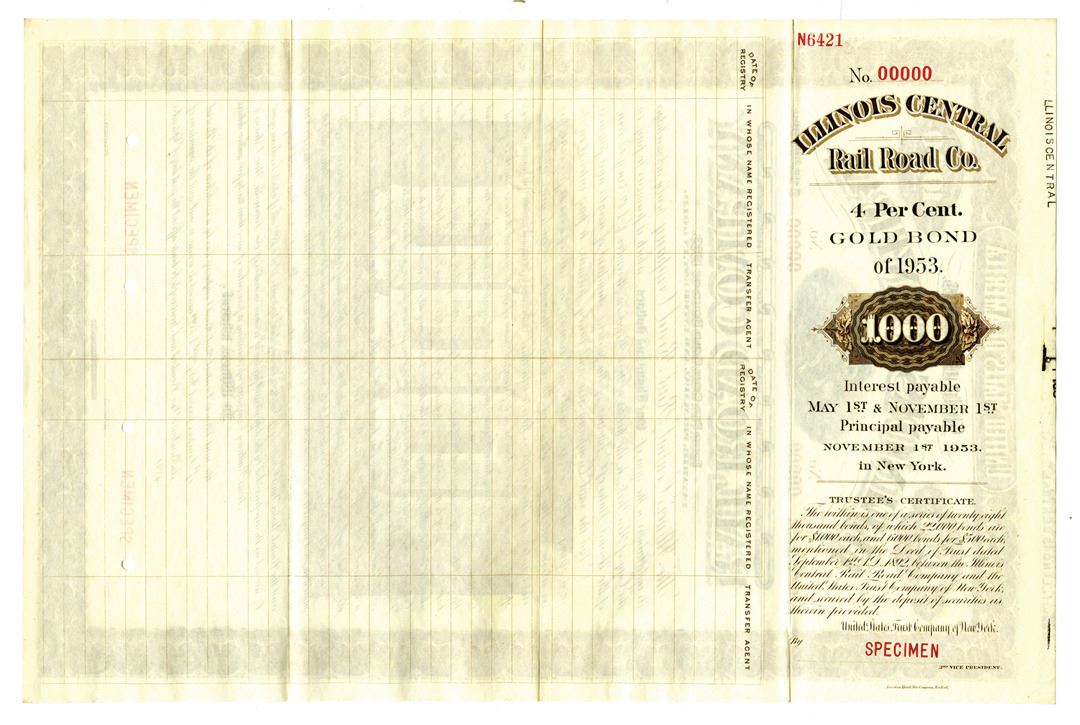 N6421
No. 00000
ILLINOIS CENTRAL
Rail Road Co.
4 Per Cent.
GOLD BOND
of 1953.
1.000
Interest payable
MAY 1ST & NOVEMBER 1ST
Principal payable
NOVEMBER 1ST 1953.
in New York.
TRUSTEE'S CERTIFICATE.
The within is one of a series of twenty eight
thousand bonds, of which 22,000 bonds are
for $1000 each, and 6000 bonds for $500 each,
mentioned in the Deed of Trust dated
September 1st A.D. 1892, between the Illinois
Central Rail Road Company and the
United States Trust Company of New York,
and secured by the deposit of securities as
therein provided.
United States Trust Company of New York.
By
SPECIMEN
2ND VICE PRESIDENT.
DATE OF REGISTRY
IN WHOSE NAME REGISTERED
TRANSFER AGENT
DATE OF REGISTRY
IN WHOSE NAME REGISTERED
TRANSFER AGENT
LLINOIS CENTRAL
SPECIMEN
SPECIMEN